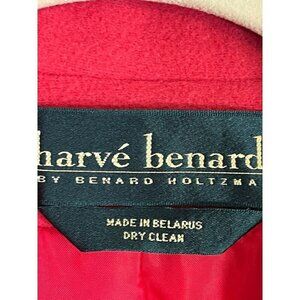 harvé benard
BY BENARD HOLTZMA
MADE IN BELARUS
DRY CLEAN